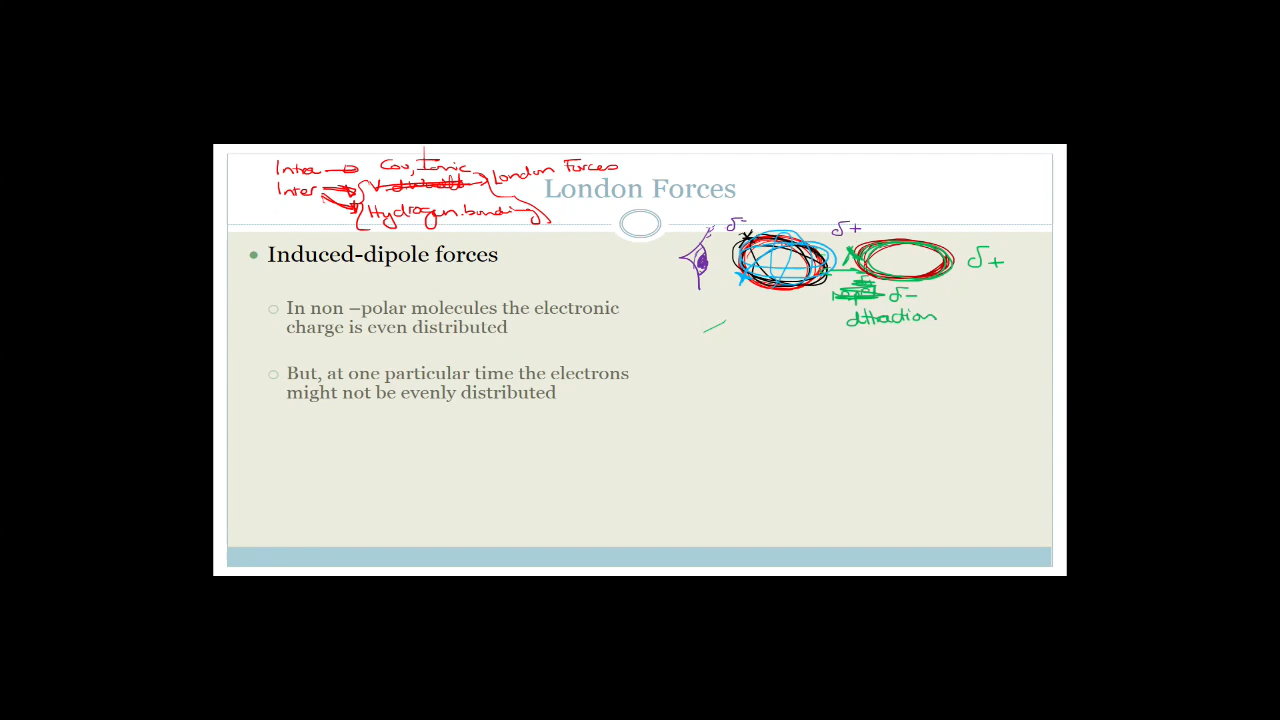 Intra → Cov, Ionic
Inter London Forces
Hydrogen bonding
London Forces
Induced-dipole forces
δ- δ+
δ+
δ-
attraction
In non –polar molecules the electronic
charge is even distributed
But, at one particular time the electrons
might not be evenly distributed